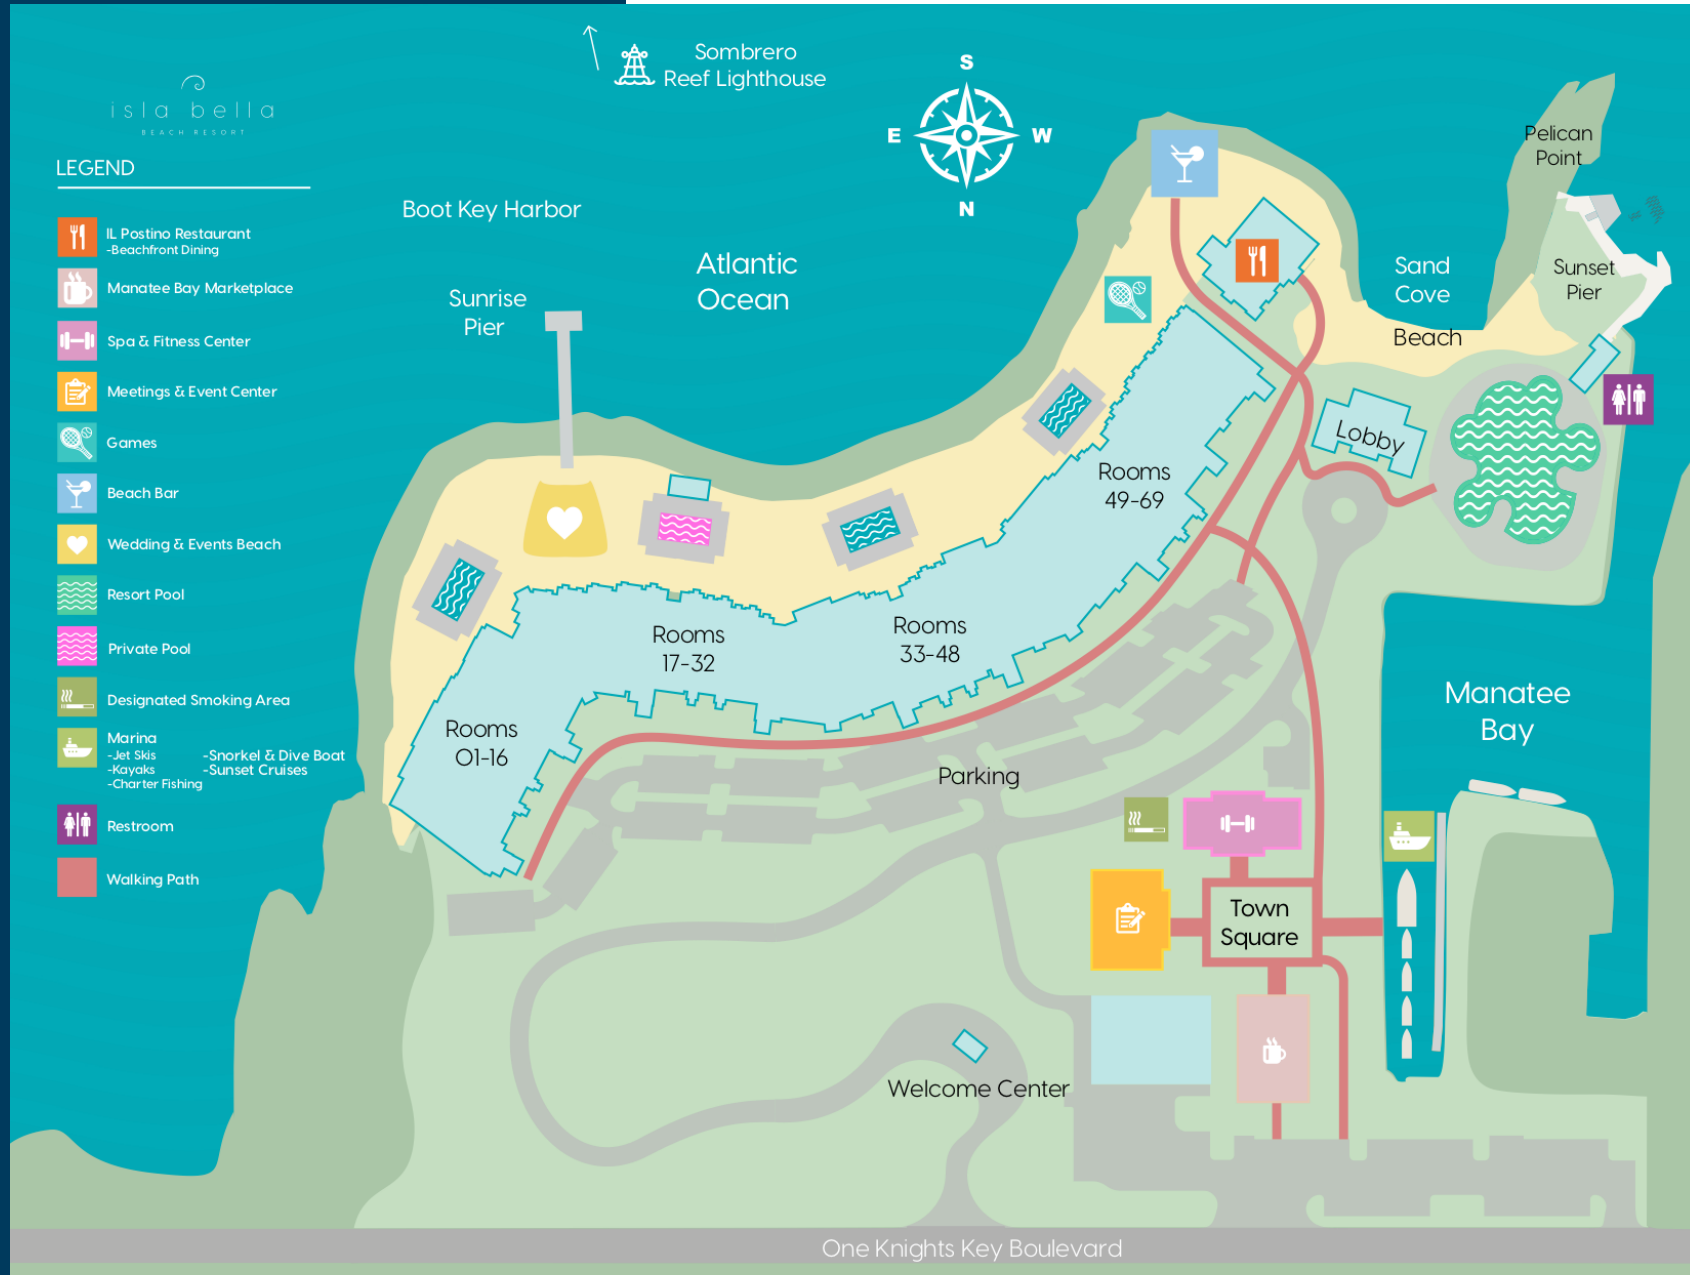 isla bella
BEACH RESORT
LEGEND
IL Postino Restaurant
-Beachfront Dining
Manatee Bay Marketplace
Spa & Fitness Center
Meetings & Event Center
Games
Beach Bar
Wedding & Events Beach
Resort Pool
Private Pool
Designated Smoking Area
Marina
-Jet Skis
-Kayaks
-Charter Fishing
-Snorkel & Dive Boat
-Sunset Cruises
Restroom
Walking Path
Sombrero
Reef Lighthouse
S
E
W
N
Boot Key Harbor
Atlantic
Ocean
Sunrise
Pier
Pelican
Point
Sand
Cove
Beach
Sunset
Pier
Lobby
Rooms
49-69
Rooms
33-48
Rooms
17-32
Rooms
01-16
Parking
Manatee
Bay
Town
Square
Welcome Center
One Knights Key Boulevard